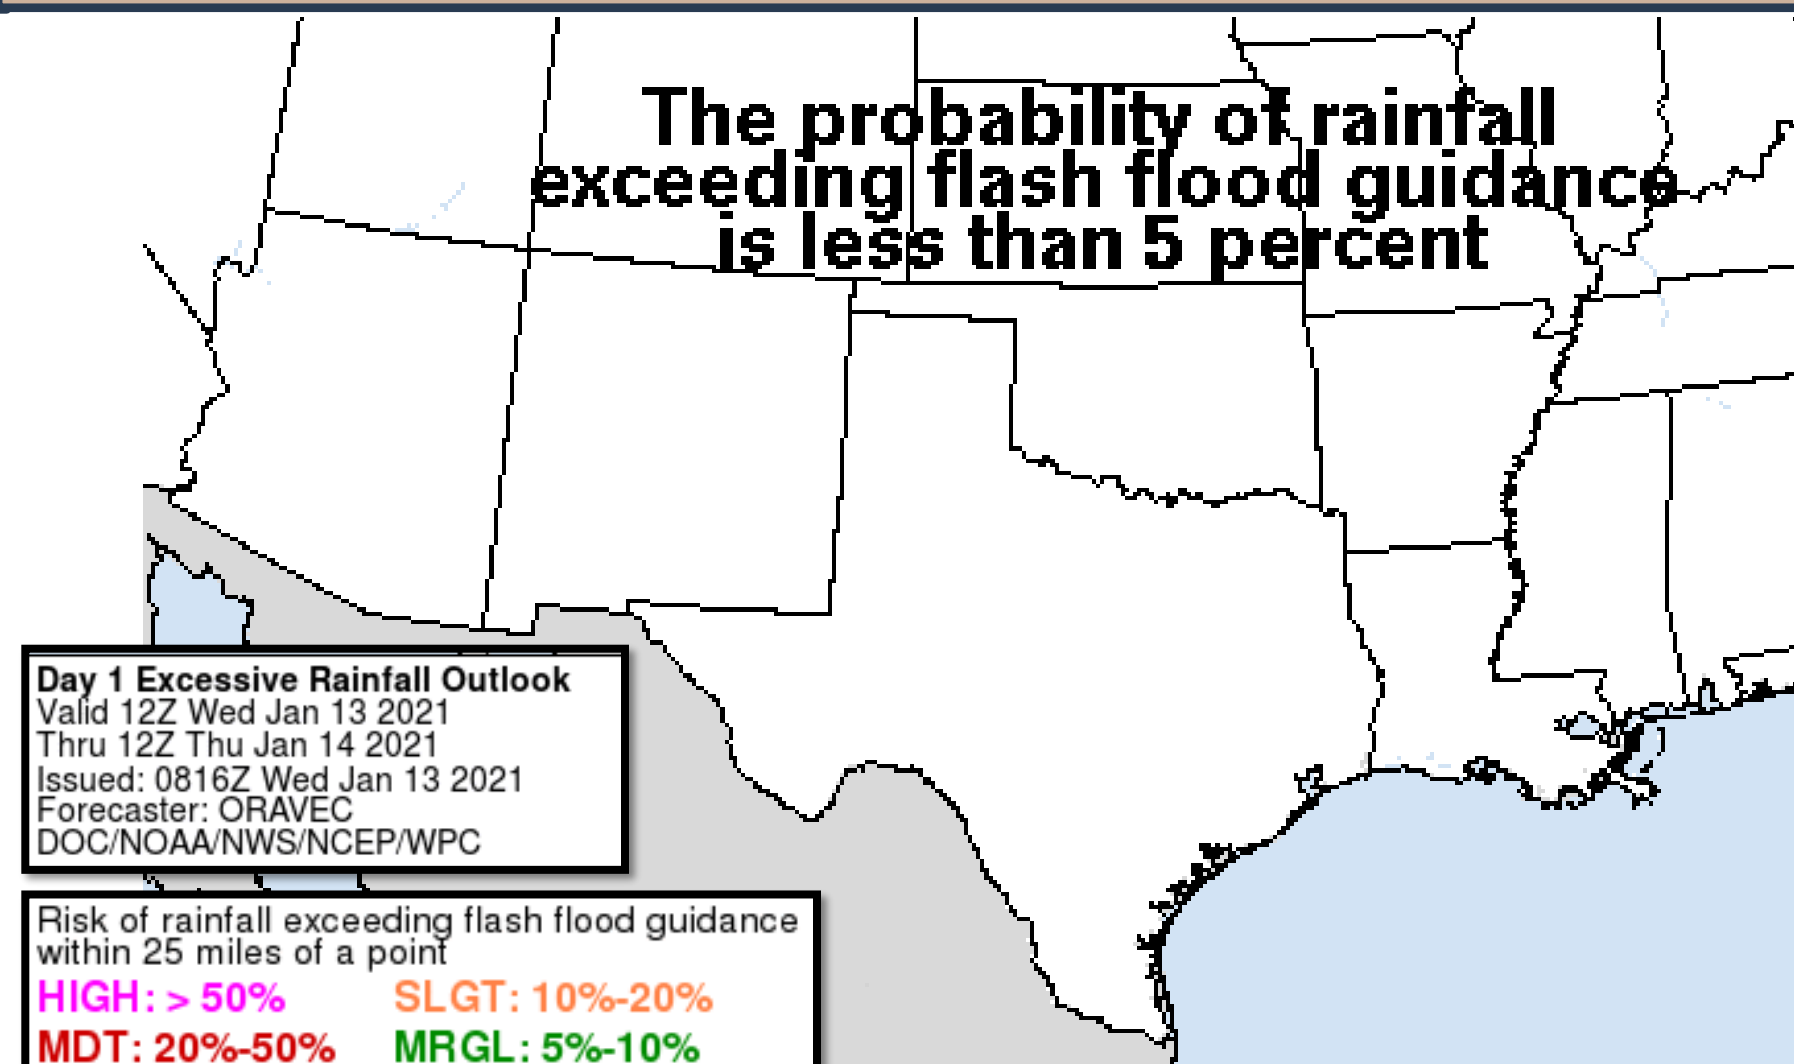 The probability of rainfall
exceeding flash flood guidance
is less than 5 percent
Day 1 Excessive Rainfall Outlook
Valid 12Z Wed Jan 13 2021
Thru 12Z Thu Jan 14 2021
Issued: 0816Z Wed Jan 13 2021
Forecaster: ORAVEC
DOC/NOAA/NWS/NCEP/WPC
Risk of rainfall exceeding flash flood guidance
within 25 miles of a point
HIGH: > 50% SLGT: 10%-20%
MDT: 20%-50% MRGL: 5%-10%